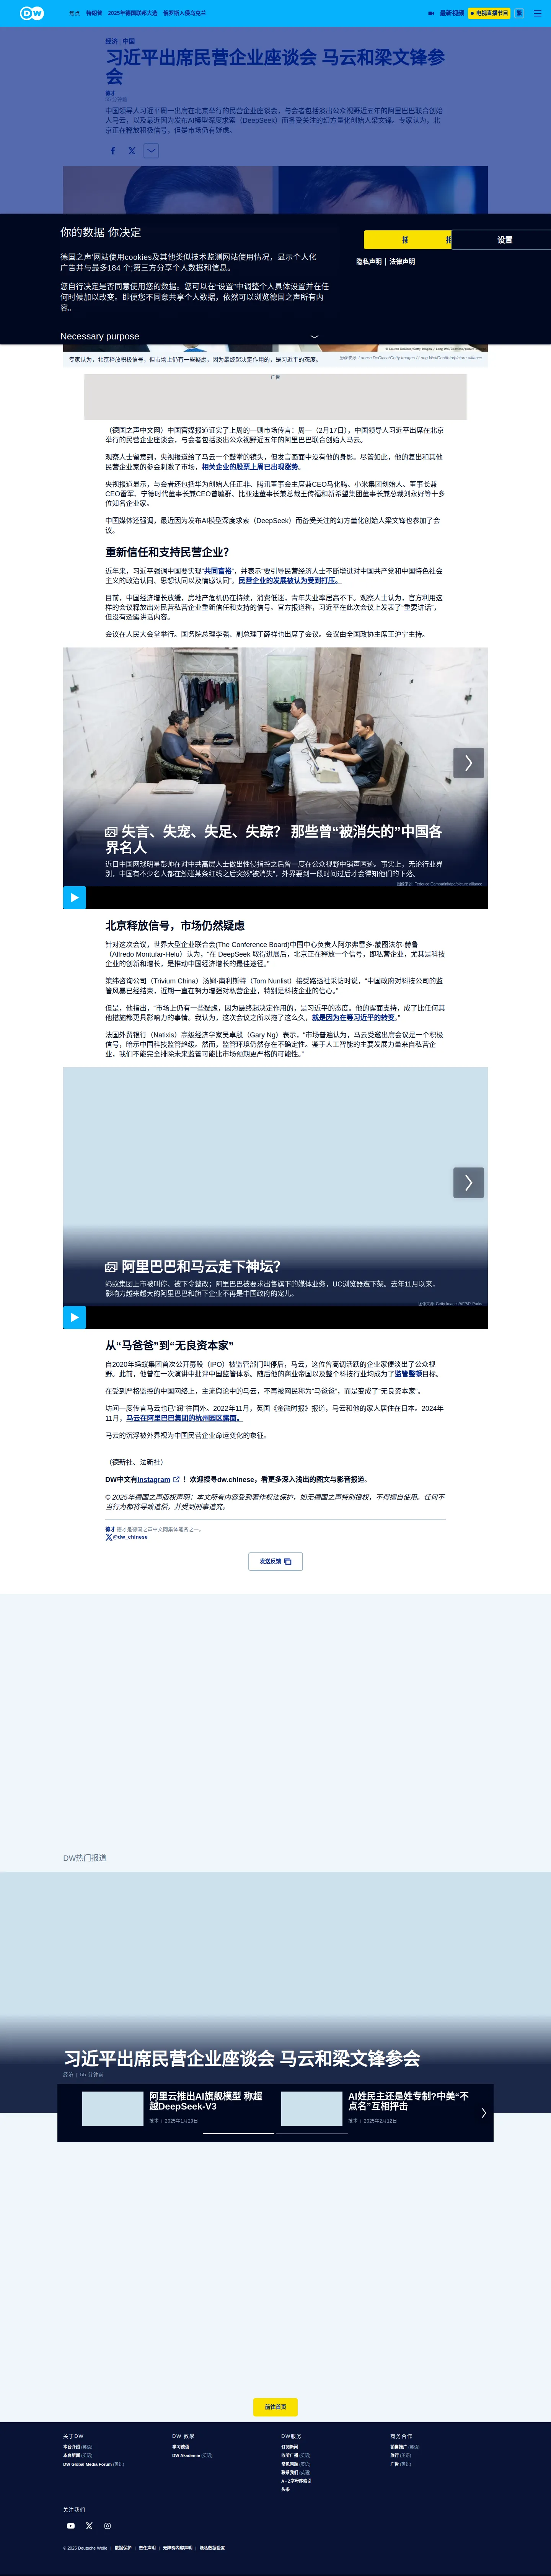 DW
焦点 特朗普 2025年德国联邦大选 俄罗斯入侵乌克兰
最新视频 电视直播节目 繁
经济 | 中国
习近平出席民营企业座谈会 马云和梁文锋参
会
德才
55 分钟前
中国领导人习近平周一出席在北京举行的民营企业座谈会，与会者包括淡出公众视野近五年的阿里巴巴联合创始
人马云，以及最近因为发布AI模型深度求索（DeepSeek）而备受关注的幻方量化创始人梁文锋。专家认为，北
京正在释放积极信号，但是市场仍有疑虑。
你的数据 你决定
德国之声'网站使用cookies及其他类似技术监测网站使用情况，显示个人化
广告并与最多184 个;第三方分享个人数据和信息。
您自行决定是否同意使用您的数据。您可以在“设置”中调整个人具体设置并在任
何时候加以改变。即便您不同意共享个人数据，依然可以浏览德国之声所有内
容。
Necessary purpose
设置
隐私声明 | 法律声明
专家认为，北京释放积极信号，但市场上仍有一些疑虑，因为最终起决定作用的，是习近平的态度。
图像来源: Lauren DeCicca/Getty Images / Long Wei/Costfoto/picture alliance
广告
（德国之声中文网）中国官媒报道证实了上周的一则市场传言：周一（2月17日），中国领导人习近平出席在北京
举行的民营企业座谈会，与会者包括淡出公众视野近五年的阿里巴巴联合创始人马云。
观察人士留意到，央视报道给了马云一个鼓掌的镜头，但发言画面中没有他的身影。尽管如此，他的复出和其他
民营企业家的参会刺激了市场，相关企业的股票上周已出现涨势。
央视报道显示，与会者还包括华为创始人任正非、腾讯董事会主席兼CEO马化腾、小米集团创始人、董事长兼
CEO雷军、宁德时代董事长兼CEO曾毓群、比亚迪董事长兼总裁王传福和新希望集团董事长兼总裁刘永好等十多
位知名企业家。
中国媒体还强调，最近因为发布AI模型深度求索（DeepSeek）而备受关注的幻方量化创始人梁文锋也参加了会
议。
重新信任和支持民营企业？
近年来，习近平强调中国要实现“共同富裕”，并表示“要引导民营经济人士不断增进对中国共产党和中国特色社会
主义的政治认同、思想认同以及情感认同”。民营企业的发展被认为受到打压。
目前，中国经济增长放缓，房地产危机仍在持续，消费低迷，青年失业率居高不下。观察人士认为，官方利用这
样的会议释放出对民营私营企业重新信任和支持的信号。官方报道称，习近平在此次会议上发表了“重要讲话”，
但没有透露讲话内容。
会议在人民大会堂举行。国务院总理李强、副总理丁薛祥也出席了会议。会议由全国政协主席王沪宁主持。
失言、失宠、失足、失踪？ 那些曾“被消失的”中国各
界名人
近日中国网球明星彭帅在对中共高层人士做出性侵指控之后曾一度在公众视野中销声匿迹。事实上，无论行业界
别，中国有不少名人都在触碰某条红线之后突然“被消失”，外界要到一段时间过后才会得知他们的下落。
北京释放信号，市场仍然疑虑
针对这次会议，世界大型企业联合会(The Conference Board)中国中心负责人阿尔弗雷多·蒙图法尔-赫鲁
（Alfredo Montufar-Helu）认为，“在 DeepSeek 取得进展后，北京正在释放一个信号，即私营企业，尤其是科技
企业的创新和增长，是推动中国经济增长的最佳途径。”
策纬咨询公司（Trivium China）汤姆·南利斯特（Tom Nunlist）接受路透社采访时说，“中国政府对科技公司的监
管风暴已经结束，近期一直在努力增强对私营企业，特别是科技企业的信心。”
但是，他指出，“市场上仍有一些疑虑，因为最终起决定作用的，是习近平的态度。他的露面支持，成了比任何其
他措施都更具影响力的事情。我认为，这次会议之所以拖了这么久，就是因为在等习近平的转变。”
法国外贸银行（Natixis）高级经济学家吴卓殷（Gary Ng）表示，“市场普遍认为，马云受邀出席会议是一个积极
信号，暗示中国科技监管趋缓。然而，监管环境仍然存在不确定性。鉴于人工智能的主要发展力量来自私营企
业，我们不能完全排除未来监管可能比市场预期更严格的可能性。”
阿里巴巴和马云走下神坛？
蚂蚁集团上市被叫停、被下令整改；阿里巴巴被要求出售旗下的媒体业务，UC浏览器遭下架。去年11月以来，
影响力越来越大的阿里巴巴和旗下企业不再是中国政府的宠儿。
从“马爸爸”到“无良资本家”
自2020年蚂蚁集团首次公开募股（IPO）被监管部门叫停后，马云，这位曾高调活跃的企业家便淡出了公众视
野。此前，他曾在一次演讲中批评中国监管体系。随后他的商业帝国以及整个科技行业均成为了监管整顿目标。
在受到严格监控的中国网络上，主流舆论中的马云，不再被网民称为“马爸爸”，而是变成了“无良资本家”。
坊间一度传言马云也已“润”往国外。2022年11月，英国《金融时报》报道，马云和他的家人居住在日本。2024年
11月，马云在阿里巴巴集团的杭州园区露面。
马云的沉浮被外界视为中国民营企业命运变化的象征。
（德新社、法新社）
DW中文有Instagram ！欢迎搜寻dw.chinese，看更多深入浅出的图文与影音报道。
© 2025年德国之声版权声明：本文所有内容受到著作权法保护，如无德国之声特别授权，不得擅自使用。任何不
当行为都将导致追偿，并受到刑事追究。
德才 德才是德国之声中文网集体笔名之一。
@dw_chinese
发送反馈
DW热门报道
习近平出席民营企业座谈会 马云和梁文锋参会
经济 | 55 分钟前
阿里云推出AI旗舰模型 称超
越DeepSeek-V3
技术 | 2025年1月29日
AI姓民主还是姓专制?中美“不
点名”互相抨击
技术 | 2025年2月12日
前往首页
关于DW
本台介绍 (英语)
本台新闻 (英语)
DW Global Media Forum (英语)
DW 教學
学习德语
DW Akademie (英语)
DW服务
订阅新闻
收听广播 (英语)
常见问题 (英语)
联系我们 (英语)
A - Z字母序索引
头条
商务合作
销售推广 (英语)
旅行 (英语)
广告 (英语)
关注我们
© 2025 Deutsche Welle | 数据保护 | 责任声明 | 无障碍内容声明 | 隐私数据设置